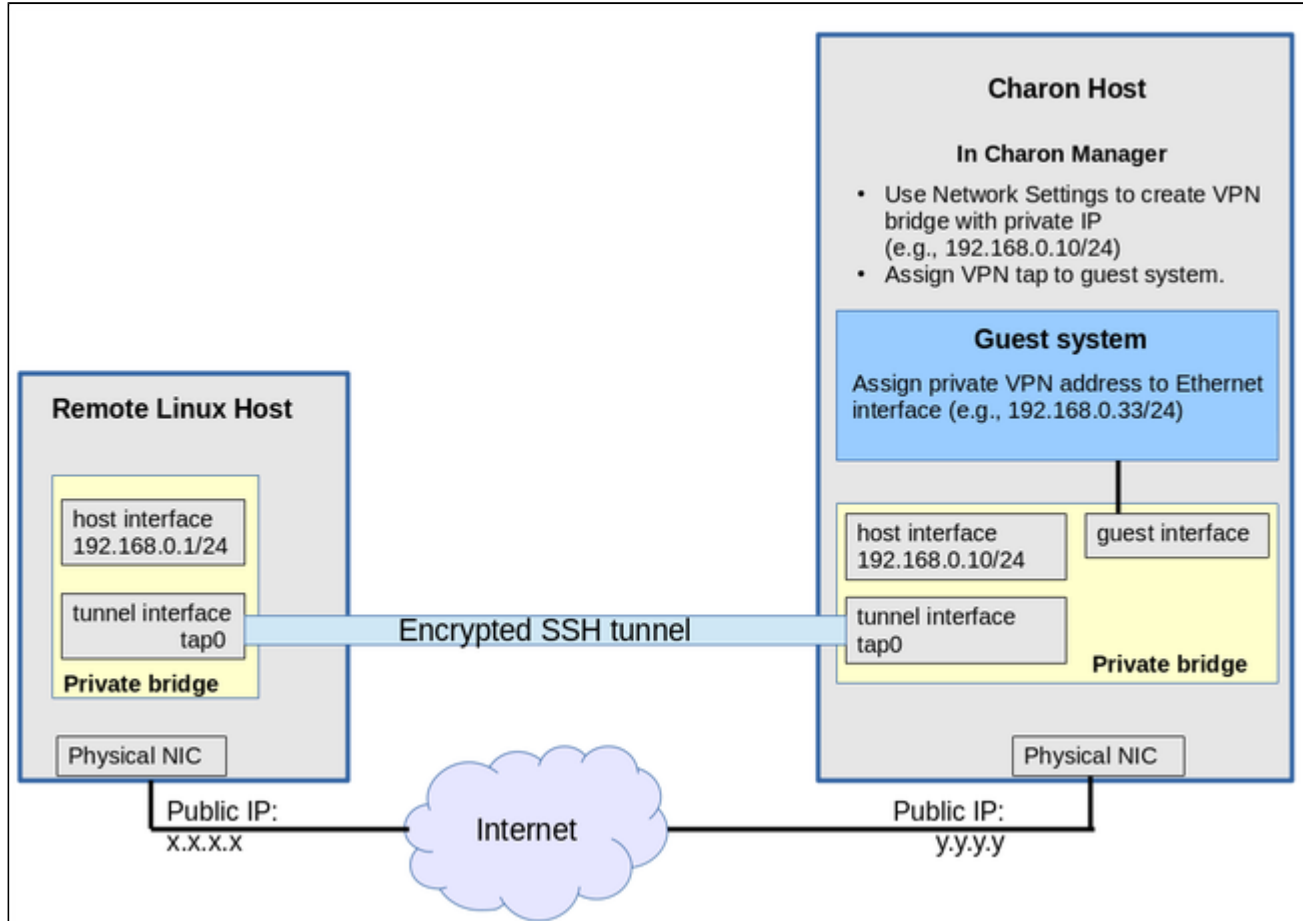 Charon Host
In Charon Manager
• Use Network Settings to create VPN
bridge with private IP
(e.g., 192.168.0.10/24)
• Assign VPN tap to guest system.
Guest system
Assign private VPN address to Ethernet
interface (e.g., 192.168.0.33/24)
Remote Linux Host
host interface
192.168.0.1/24
tunnel interface
tap0
Private bridge
host interface
192.168.0.10/24
guest interface
tunnel interface
tap0
Private bridge
Encrypted SSH tunnel
Physical NIC
Physical NIC
Public IP:
x.x.x.x
Internet
Public IP:
y.y.y.y